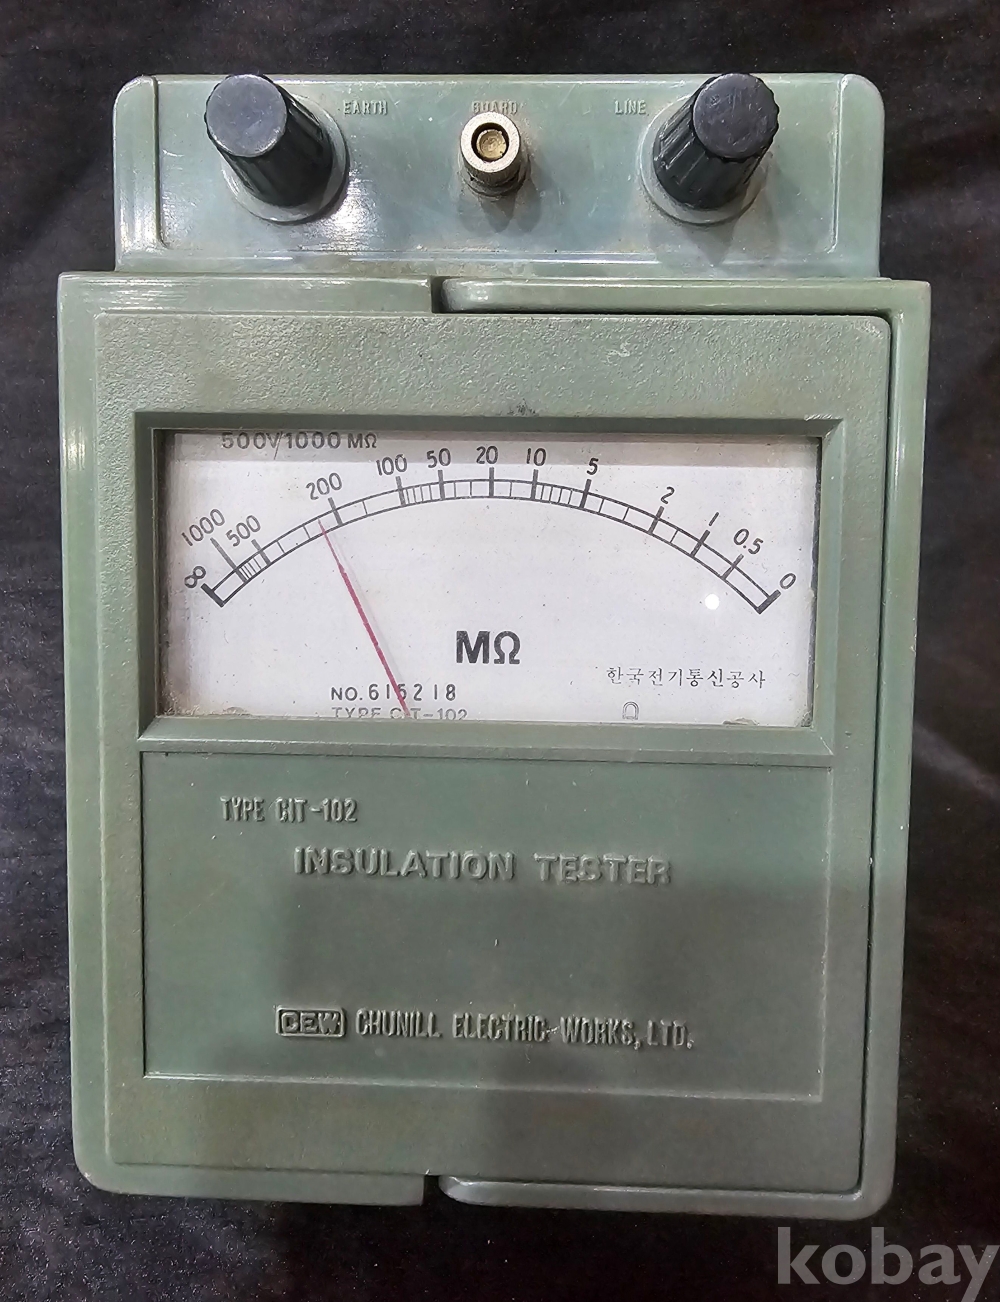 EARTH GUARD LINE
500V/1000 MΩ
∞ 1000 500 200 100 50 20 10 5 2 1 0.5 0
MΩ
한국전기통신공사
NO. 615218
TYPE CIT-102
Ω
TYPE CIT-102
INSULATION TESTER
CEW CHUNILL ELECTRIC WORKS, LTD.
kobay